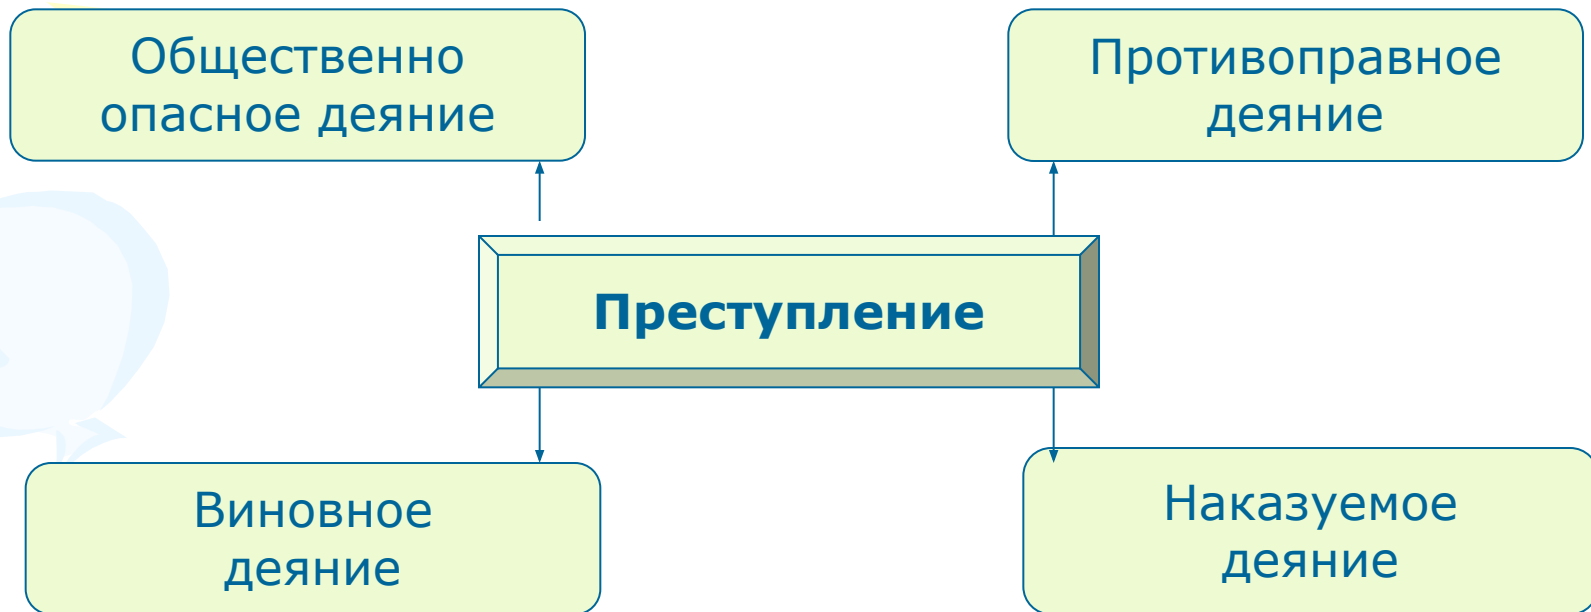 Общественно
опасное деяние
Противоправное
деяние
Преступление
Виновное
деяние
Наказуемое
деяние